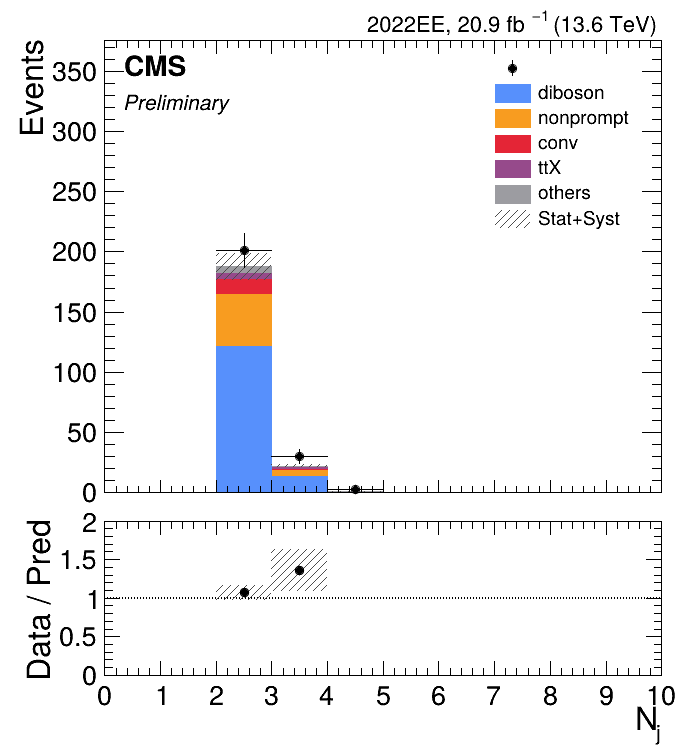 2022EE, 20.9 fb⁻¹ (13.6 TeV)
Events
CMS
Preliminary
diboson
nonprompt
conv
ttX
others
Stat+Syst
350
300
250
200
150
100
50
0
Data / Pred
2
1.5
1
0.5
0
0 1 2 3 4 5 6 7 8 9 10
N_j